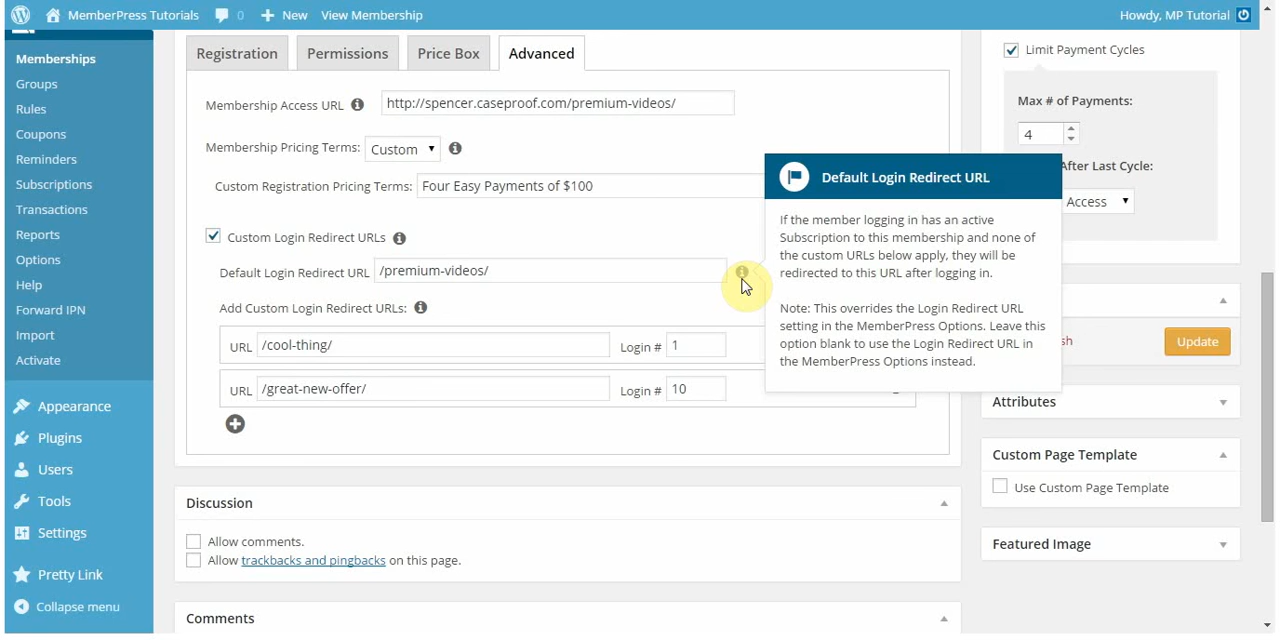 MemberPress Tutorials 0 New View Membership Howdy, MP Tutorial
Memberships
Groups
Rules
Coupons
Reminders
Subscriptions
Transactions
Reports
Options
Help
Forward IPN
Import
Activate
Appearance
Plugins
Users
Tools
Settings
Pretty Link
Collapse menu
Registration Permissions Price Box Advanced
Membership Access URL http://spencer.caseproof.com/premium-videos/
Membership Pricing Terms: Custom
Custom Registration Pricing Terms: Four Easy Payments of $100
Custom Login Redirect URLs
Default Login Redirect URL /premium-videos/
Add Custom Login Redirect URLs:
URL /cool-thing/ Login # 1
URL /great-new-offer/ Login # 10
Default Login Redirect URL
If the member logging in has an active
Subscription to this membership and none of
the custom URLs below apply, they will be
redirected to this URL after logging in.
Note: This overrides the Login Redirect URL
setting in the MemberPress Options. Leave this
option blank to use the Login Redirect URL in
the MemberPress Options instead.
Discussion
Allow comments.
Allow trackbacks and pingbacks on this page.
Comments
Limit Payment Cycles
Max # of Payments:
4
After Last Cycle:
Access
Update
Attributes
Custom Page Template
Use Custom Page Template
Featured Image